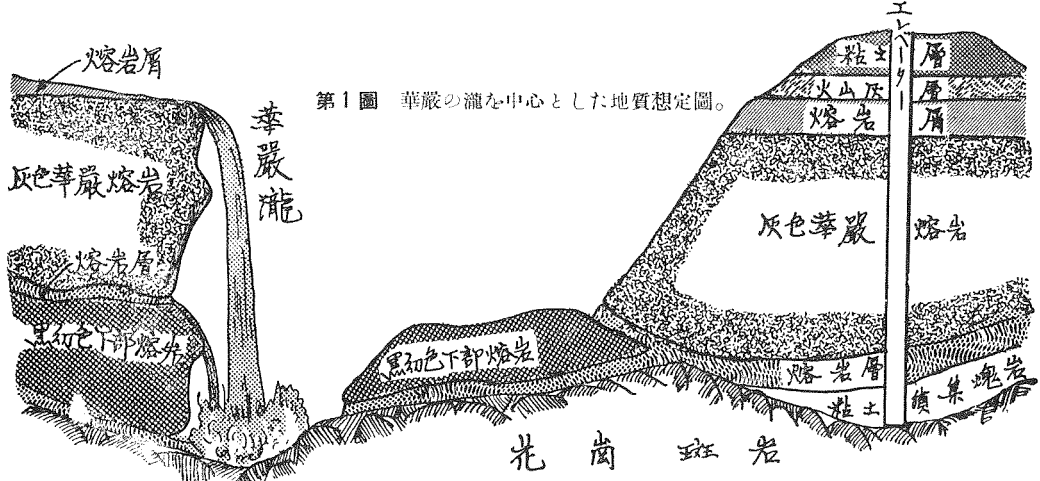 第1圖 華嚴の瀧を中心とした地質想定圖。
熔岩屑
華嚴瀧
灰色華嚴熔岩
熔岩層
黒幼色下部熔岩
エレベーター
粘土層
火山灰層
熔岩屑
灰色華嚴熔岩
黒幼色下部熔岩
熔岩層
粘土
集塊岩
花崗斑岩